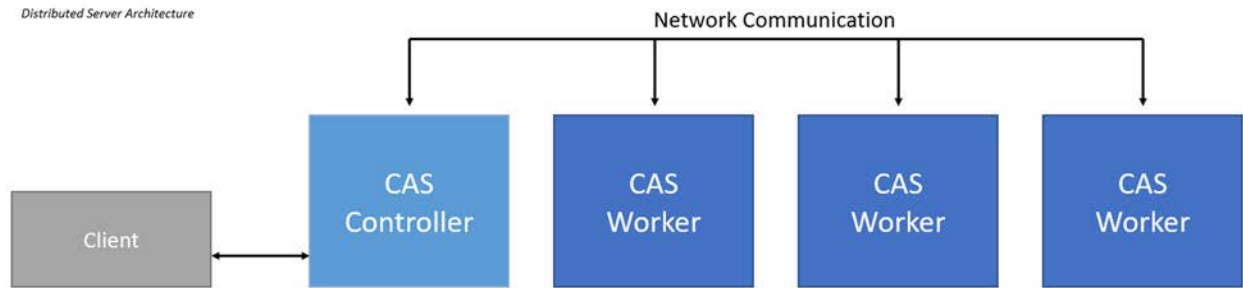 Distributed Server Architecture
Network Communication
CAS
Controller
CAS
Worker
CAS
Worker
CAS
Worker
Client